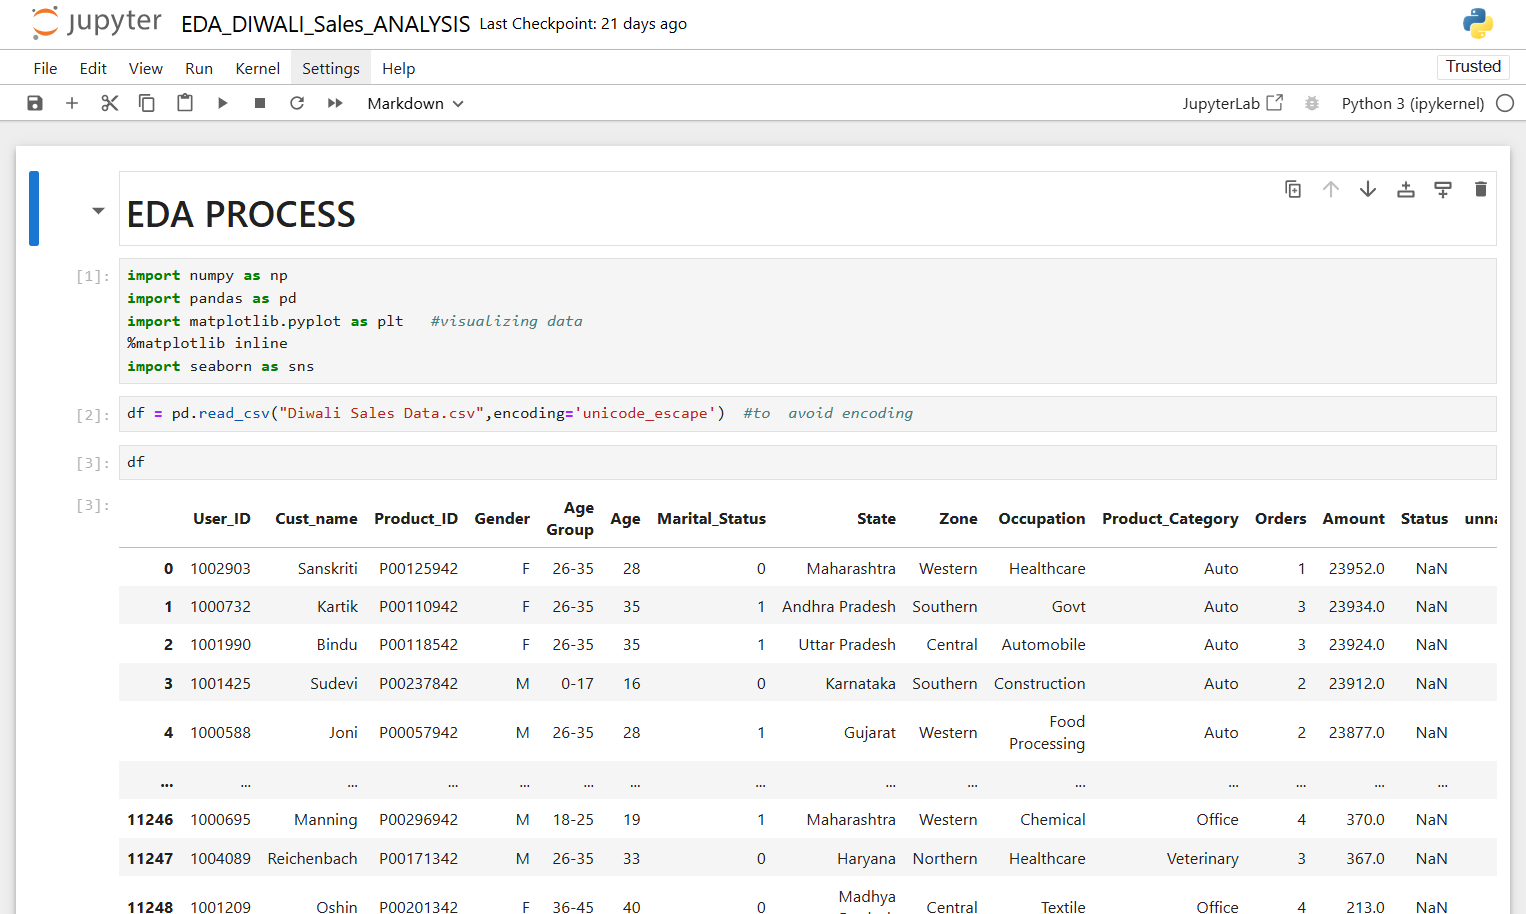 jupyter EDA_DIWALI_Sales_ANALYSIS Last Checkpoint: 21 days ago
File Edit View Run Kernel Settings Help Trusted
Markdown JupyterLab Python 3 (ipykernel)
EDA PROCESS
[1]: import numpy as np
import pandas as pd
import matplotlib.pyplot as plt #visualizing data
%matplotlib inline
import seaborn as sns
[2]: df = pd.read_csv("Diwali Sales Data.csv",encoding='unicode_escape') #to avoid encoding
[3]: df
[3]:
User_ID Cust_name Product_ID Gender Age Group Age Marital_Status State Zone Occupation Product_Category Orders Amount Status unna
0 1002903 Sanskriti P00125942 F 26-35 28 0 Maharashtra Western Healthcare Auto 1 23952.0 NaN
1 1000732 Kartik P00110942 F 26-35 35 1 Andhra Pradesh Southern Govt Auto 3 23934.0 NaN
2 1001990 Bindu P00118542 F 26-35 35 1 Uttar Pradesh Central Automobile Auto 3 23924.0 NaN
3 1001425 Sudevi P00237842 M 0-17 16 0 Karnataka Southern Construction Auto 2 23912.0 NaN
4 1000588 Joni P00057942 M 26-35 28 1 Gujarat Western Food Processing Auto 2 23877.0 NaN
... ... ... ... ... ... ... ... ... ... ... ... ... ... ...
11246 1000695 Manning P00296942 M 18-25 19 1 Maharashtra Western Chemical Office 4 370.0 NaN
11247 1004089 Reichenbach P00171342 M 26-35 33 0 Haryana Northern Healthcare Veterinary 3 367.0 NaN
11248 1001209 Oshin P00201342 F 36-45 40 0 Madhya Central Textile Office 4 213.0 NaN